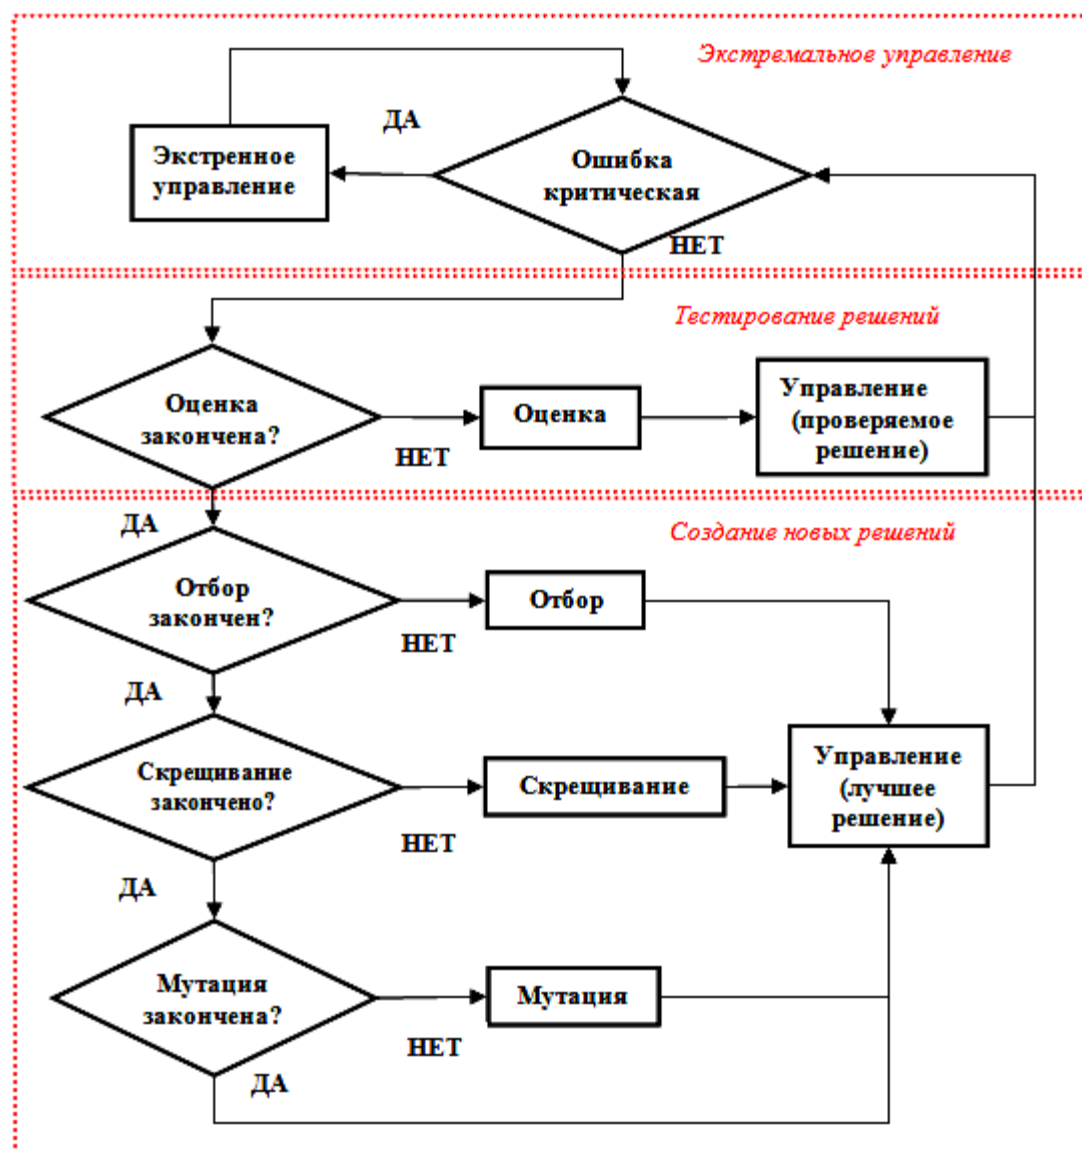 Экстремальное управление
ДА
Экстренное
управление
Ошибка
критическая
НЕТ
Тестирование решений
Оценка
закончена?
НЕТ
Оценка
Управление
(проверяемое
решение)
ДА
Создание новых решений
Отбор
закончен?
НЕТ
Отбор
ДА
Скрещивание
закончено?
НЕТ
Скрещивание
Управление
(лучшее
решение)
ДА
Мутация
закончена?
НЕТ
Мутация
ДА